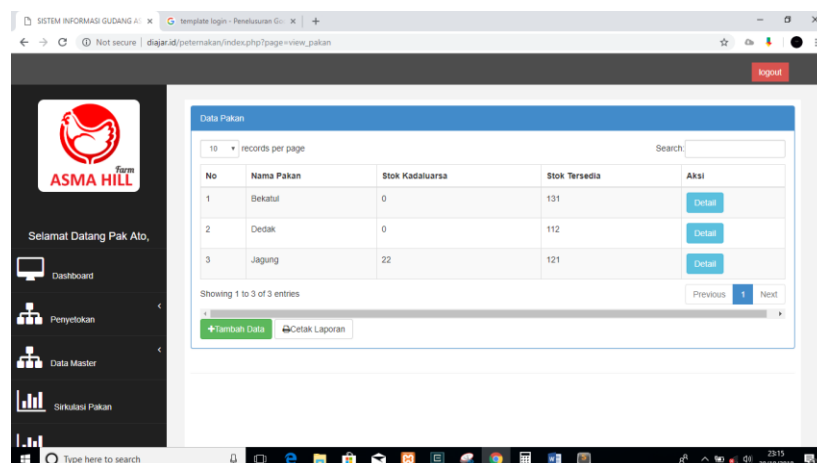 SISTEM INFORMASI GUDANG
template login - Penelusuran
Not secure | diajar.id/peternakan/index.php?page=view_pakan
logout
Farm
ASMA HILL
Selamat Datang Pak Ato,
Dashboard
Penyetokan
Data Master
Sirkulasi Pakan
Data Pakan
10 records per page
Search:
No Nama Pakan Stok Kadaluarsa Stok Tersedia Aksi
1 Bekatul 0 131 Detail
2 Dedak 0 112 Detail
3 Jagung 22 121 Detail
Showing 1 to 3 of 3 entries
Previous 1 Next
+Tambah Data Cetak Laporan
Type here to search
23:15